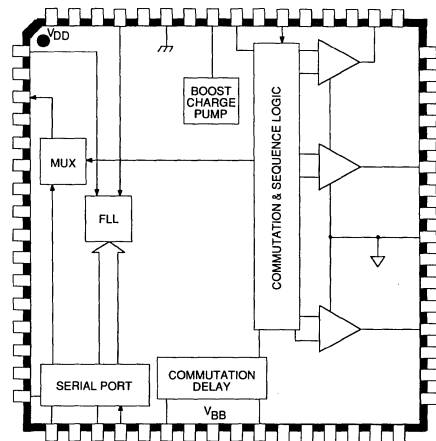 VDD
BOOST
CHARGE
PUMP
COMMUTATION & SEQUENCE LOGIC
MUX
FLL
SERIAL PORT
COMMUTATION
DELAY
VBB